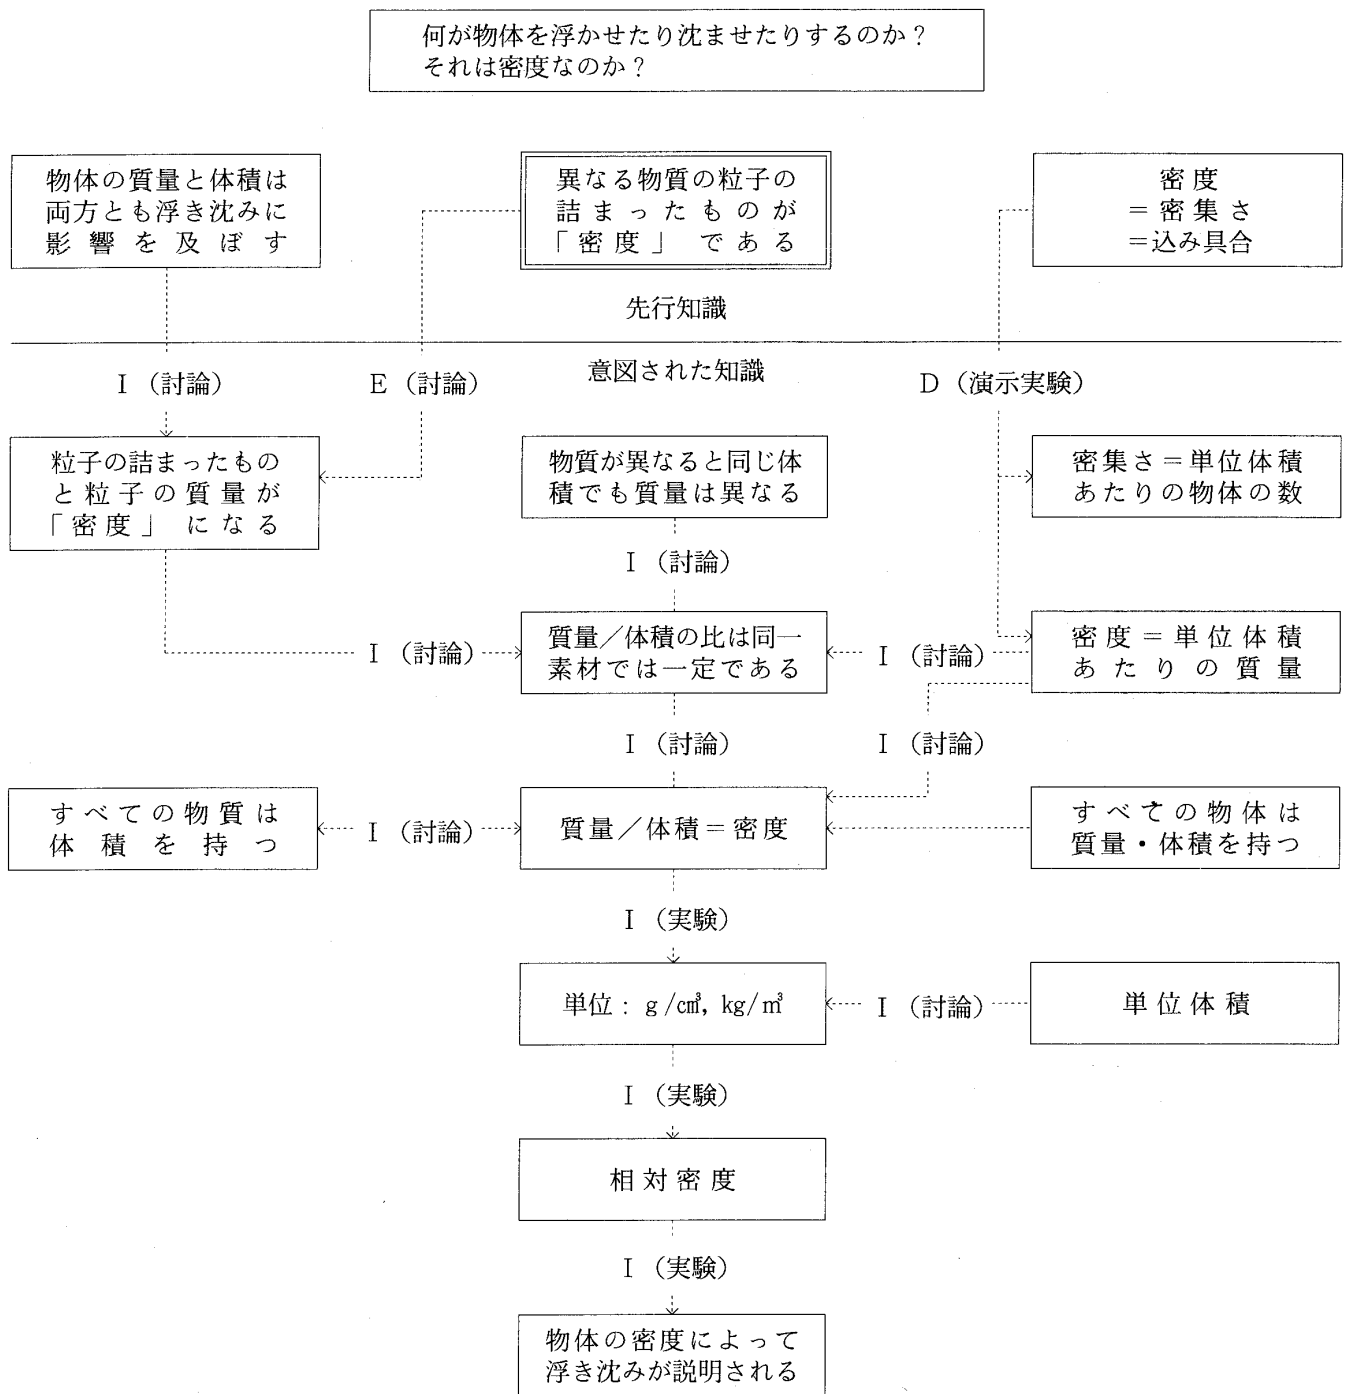 何が物体を浮かせたり沈ませたりするのか？
それは密度なのか？
物体の質量と体積は
両方とも浮き沈みに
影響を及ぼす
異なる物質の粒子の
詰まったものが
「密度」である
密度
＝密集さ
＝込み具合
先行知識
意図された知識
I（討論）
E（討論）
D（演示実験）
粒子の詰まったもの
と粒子の質量が
「密度」になる
物質が異なると同じ体
積でも質量は異なる
密集さ＝単位体積
あたりの物体の数
I（討論）
I（討論）
質量／体積の比は同一
素材では一定である
I（討論）
密度＝単位体積
あたりの質量
I（討論）
I（討論）
すべての物質は
体積を持つ
I（討論）
質量／体積＝密度
すべての物体は
質量・体積を持つ
I（実験）
単位：g/cm³, kg/m³
I（討論）
単位体積
I（実験）
相対密度
I（実験）
物体の密度によって
浮き沈みが説明される